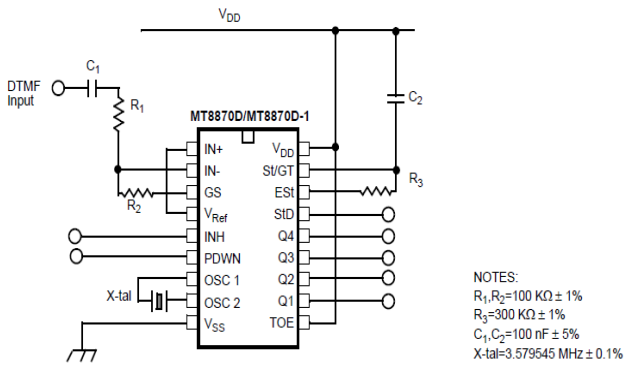 VDD
C1
DTMF
Input
R1
C2
MT8870D/MT8870D-1
IN+
VDD
IN-
St/GT
R3
GS
ESt
R2
VRef
StD
INH
Q4
PDWN
Q3
OSC 1
Q2
X-tal
OSC 2
Q1
VSS
TOE
NOTES:
R1,R2=100 KΩ ± 1%
R3=300 KΩ ± 1%
C1,C2=100 nF ± 5%
X-tal=3.579545 MHz ± 0.1%